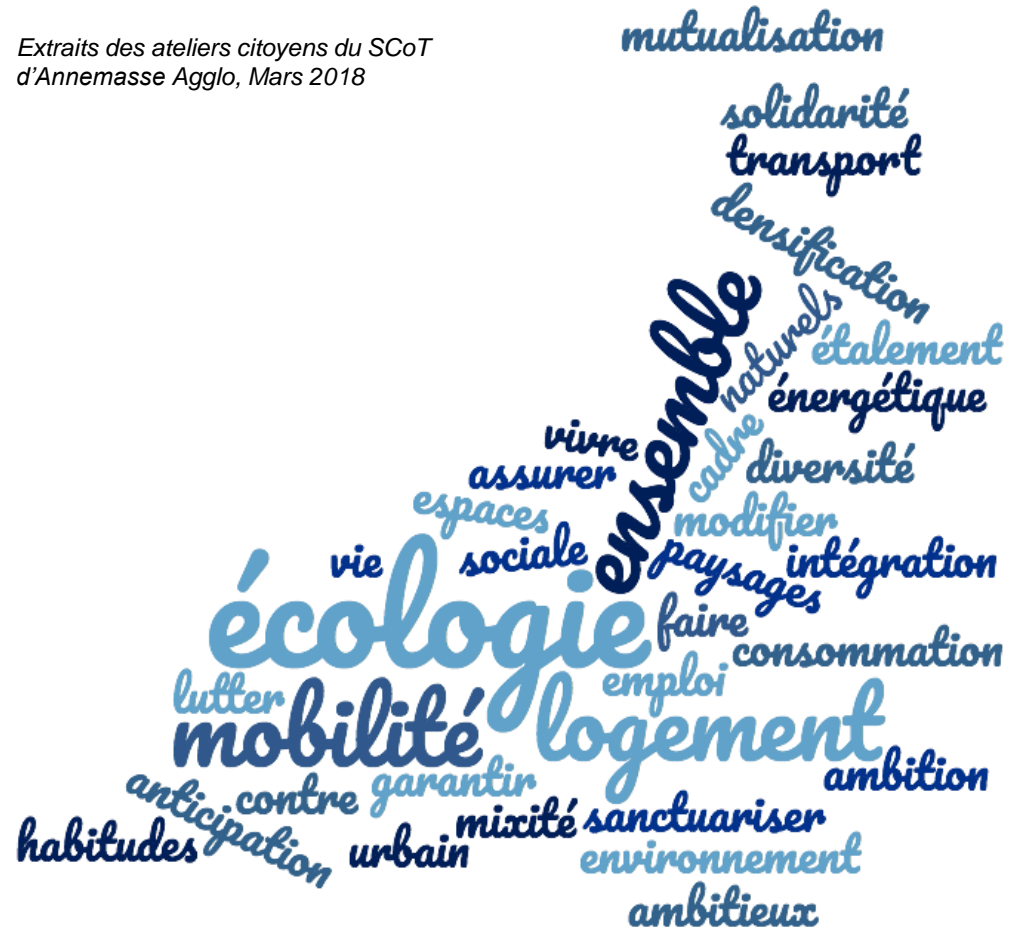 Extraits des ateliers citoyens du SCoT
d'Annemasse Agglo, Mars 2018
mutualisation
solidarité
transport
densification
naturels
étalement
énergétique
ensemble
cadre
vivre
assurer
diversité
espaces
modifier
vie
sociale
paysages
intégration
écologie
faire
consommation
emploi
lutter
mobilité
logement
ambition
anticipation
contre
garantir
mixité
sanctuariser
habitudes
urbain
environnement
ambitieux